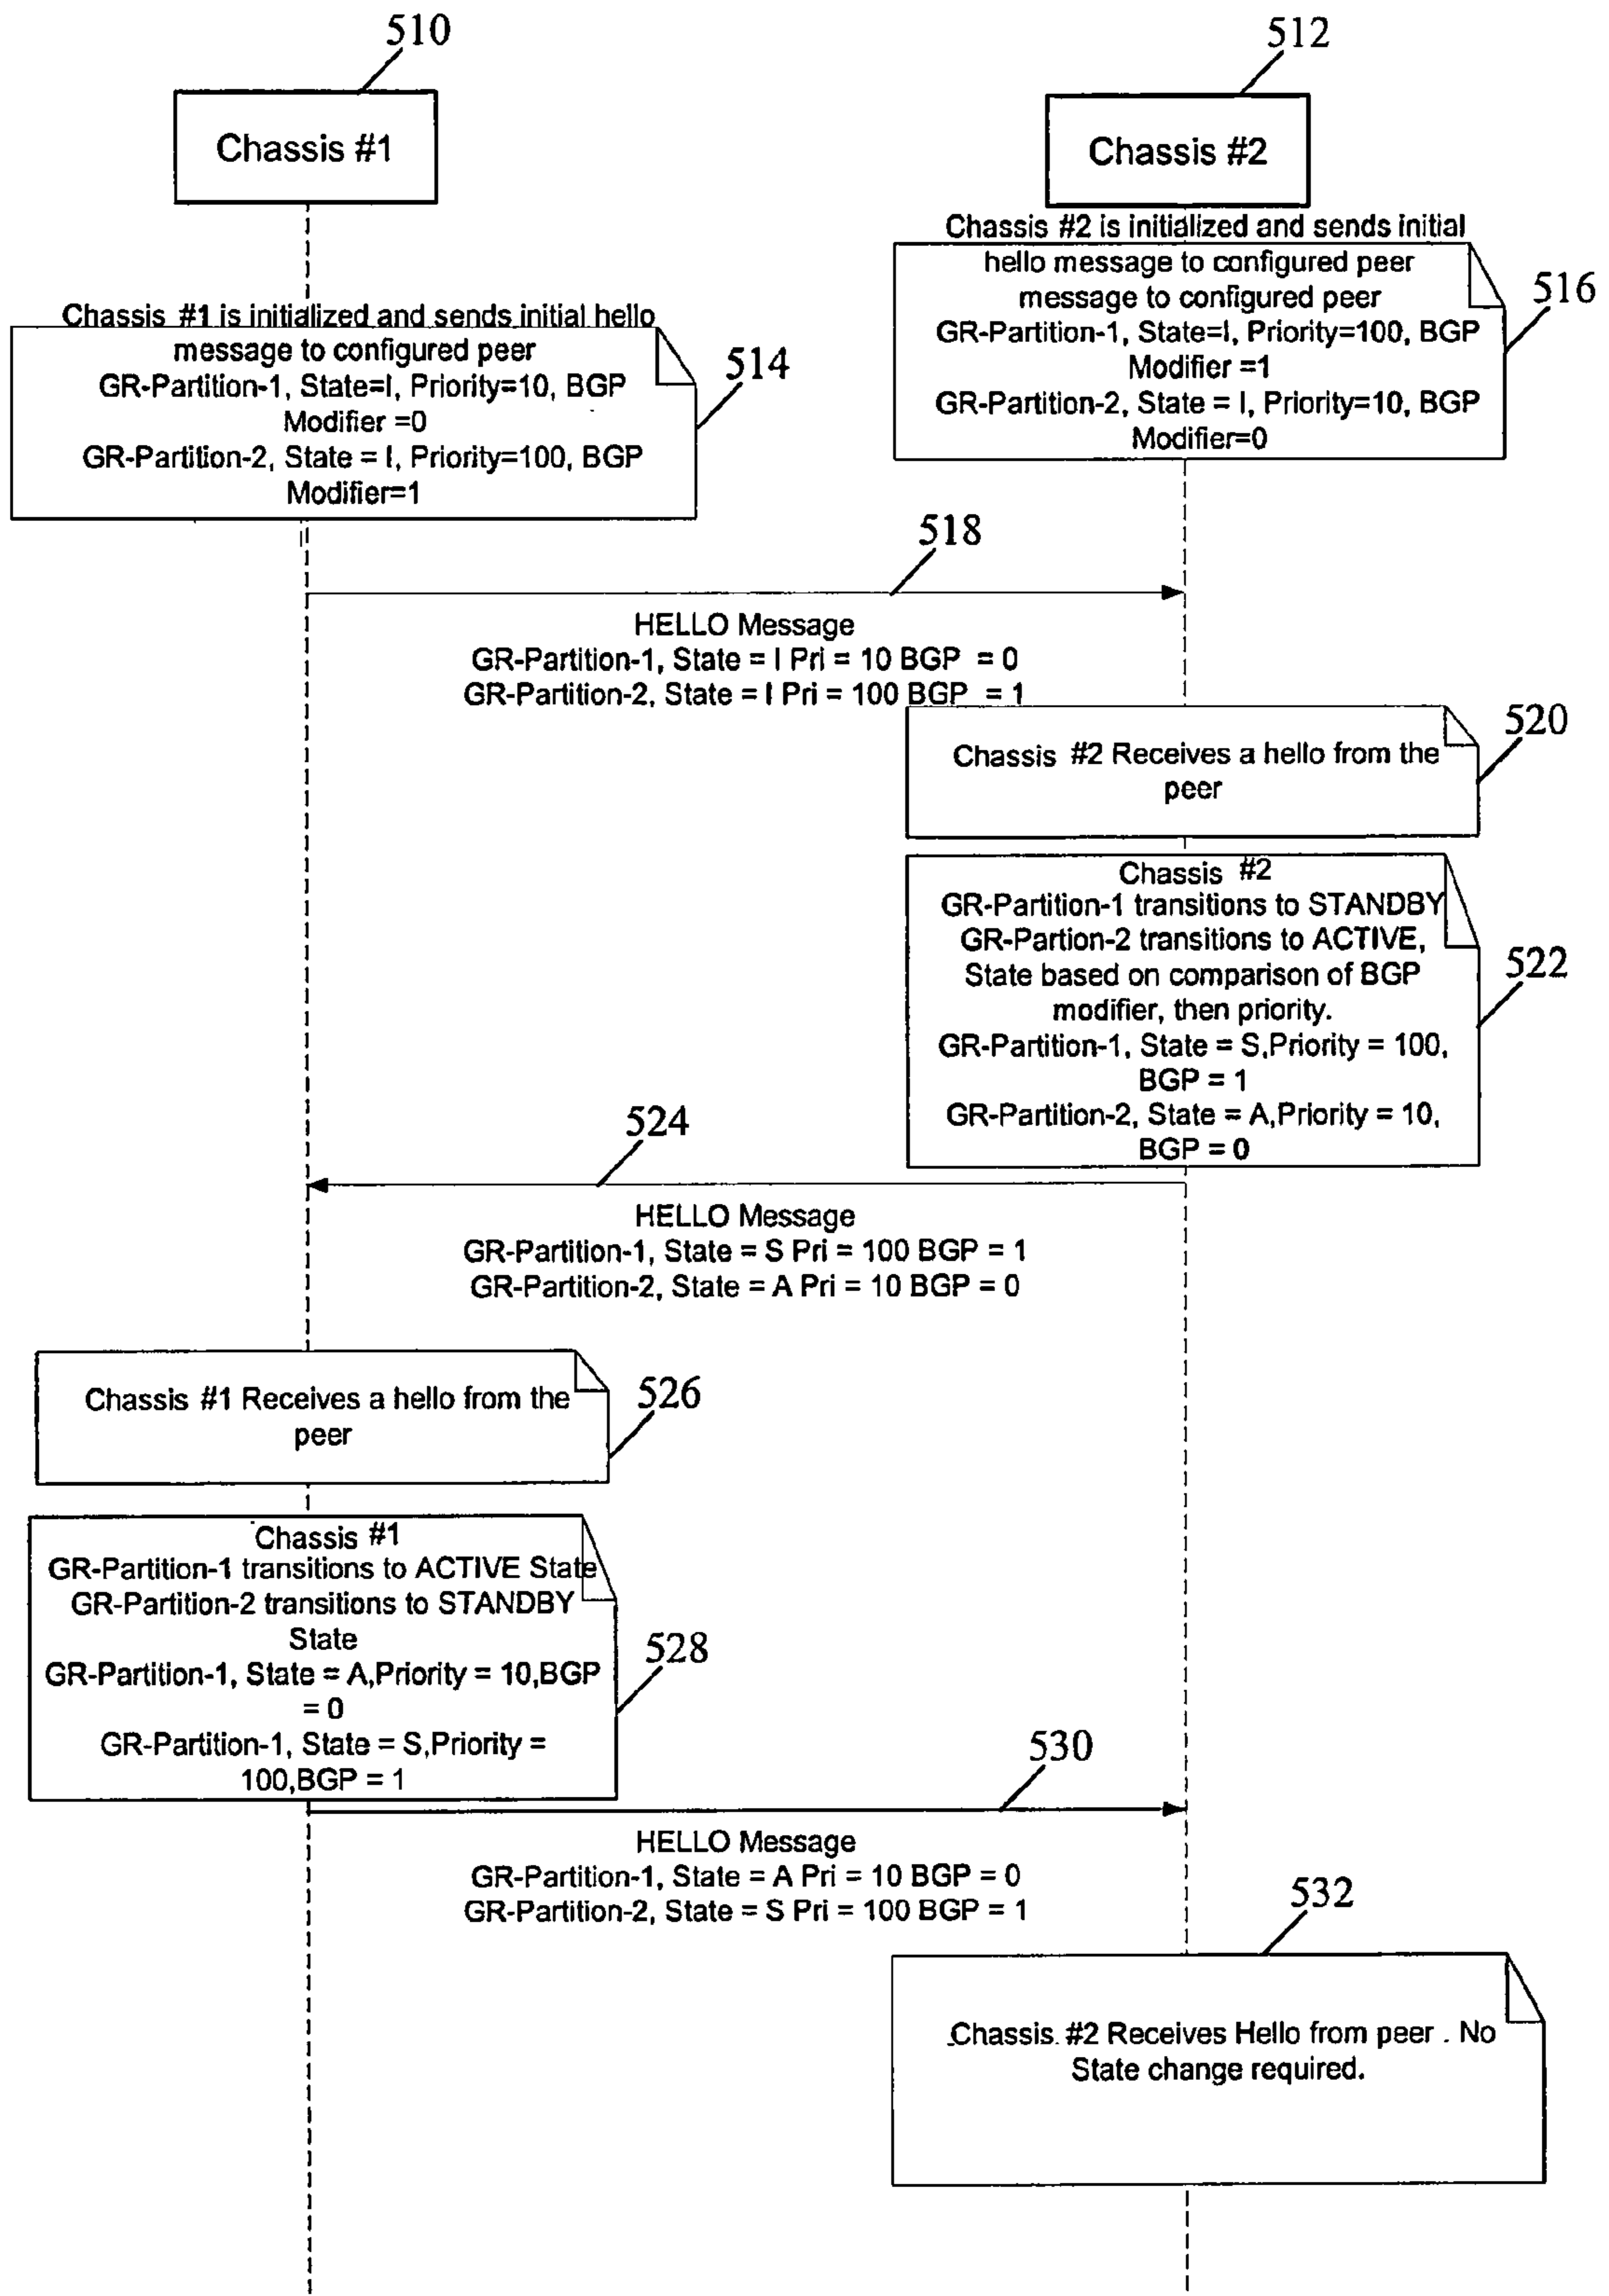 510
512
Chassis #1
Chassis #2
Chassis #2 is initialized and sends initial
hello message to configured peer
message to configured peer
GR-Partition-1, State=I, Priority=100, BGP
Modifier =1
GR-Partition-2, State = I, Priority=10, BGP
Modifier=0
516
Chassis #1 is initialized and sends initial hello
message to configured peer
GR-Partition-1, State=I, Priority=10, BGP
Modifier =0
GR-Partition-2, State = I, Priority=100, BGP
Modifier=1
514
518
HELLO Message
GR-Partition-1, State = I Pri = 10 BGP = 0
GR-Partition-2, State = I Pri = 100 BGP = 1
520
Chassis #2 Receives a hello from the
peer
Chassis #2
GR-Partition-1 transitions to STANDBY
GR-Partion-2 transitions to ACTIVE,
State based on comparison of BGP
modifier, then priority.
GR-Partition-1, State = S,Priority = 100,
BGP = 1
GR-Partition-2, State = A,Priority = 10,
BGP = 0
522
524
HELLO Message
GR-Partition-1, State = S Pri = 100 BGP = 1
GR-Partition-2, State = A Pri = 10 BGP = 0
Chassis #1 Receives a hello from the
peer
526
Chassis #1
GR-Partition-1 transitions to ACTIVE State
GR-Partition-2 transitions to STANDBY
State
GR-Partition-1, State = A,Priority = 10,BGP
= 0
GR-Partition-1, State = S,Priority =
100,BGP = 1
528
530
HELLO Message
GR-Partition-1, State = A Pri = 10 BGP = 0
GR-Partition-2, State = S Pri = 100 BGP = 1
532
Chassis. #2 Receives Hello from peer . No
State change required.